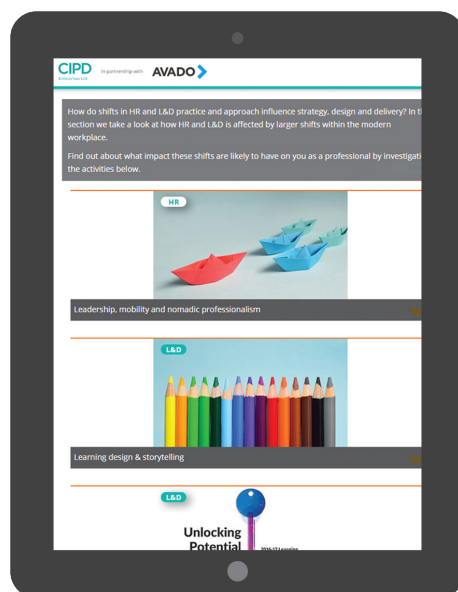 CIPD in partnership with AVADO
Enterprises Ltd
How do shifts in HR and L&D practice and approach influence strategy, design and delivery? In t
section we take a look at how HR and L&D is affected by larger shifts within the modern
workplace.
Find out about what impact these shifts are likely to have on you as a professional by investigati
the activities below.
HR
Leadership, mobility and nomadic professionalism
L&D
Learning design & storytelling
L&D
Unlocking
Potential 2016-17 Learning